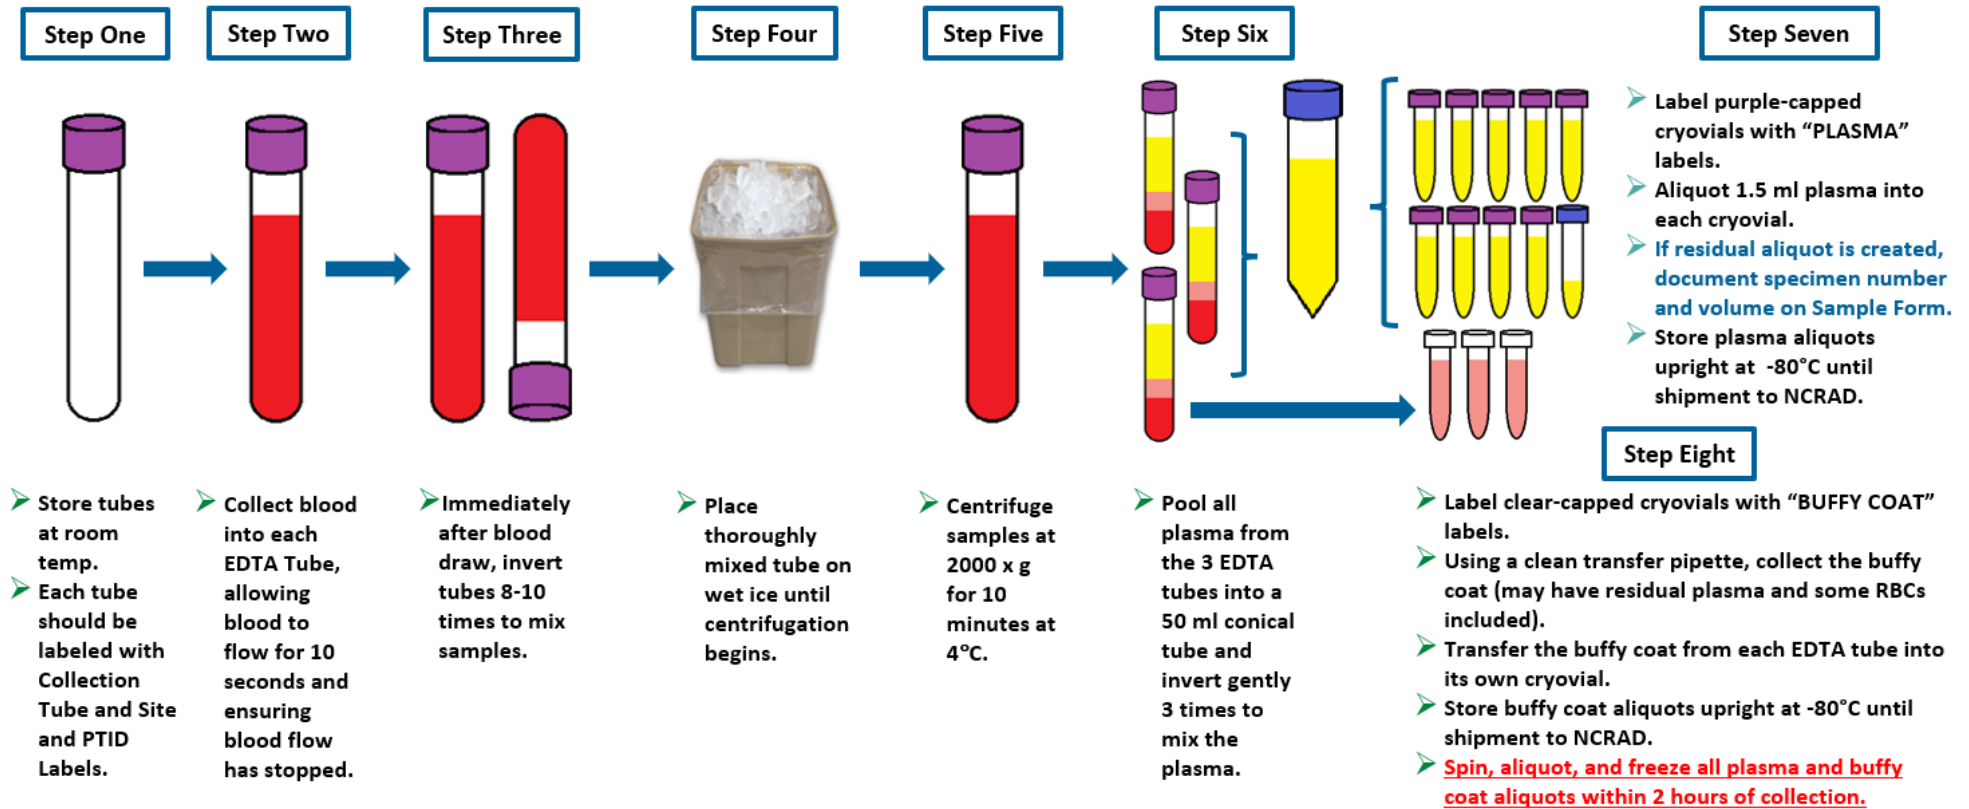 Step One
Step Two
Step Three
Step Four
Step Five
Step Six
Step Seven
Store tubes
at room
temp.
Each tube
should be
labeled with
Collection
Tube and Site
and PTID
Labels.
Collect blood
into each
EDTA Tube,
allowing
blood to
flow for 10
seconds and
ensuring
blood flow
has stopped.
Immediately
after blood
draw, invert
tubes 8-10
times to mix
samples.
Place
thoroughly
mixed tube on
wet ice until
centrifugation
begins.
Centrifuge
samples at
2000 x g
for 10
minutes at
4°C.
Pool all
plasma from
the 3 EDTA
tubes into a
50 ml conical
tube and
invert gently
3 times to
mix the
plasma.
Label purple-capped
cryovials with “PLASMA”
labels.
Aliquot 1.5 ml plasma into
each cryovial.
If residual aliquot is created,
document specimen number
and volume on Sample Form.
Store plasma aliquots
upright at -80°C until
shipment to NCRAD.
Step Eight
Label clear-capped cryovials with “BUFFY COAT”
labels.
Using a clean transfer pipette, collect the buffy
coat (may have residual plasma and some RBCs
included).
Transfer the buffy coat from each EDTA tube into
its own cryovial.
Store buffy coat aliquots upright at -80°C until
shipment to NCRAD.
Spin, aliquot, and freeze all plasma and buffy
coat aliquots within 2 hours of collection.